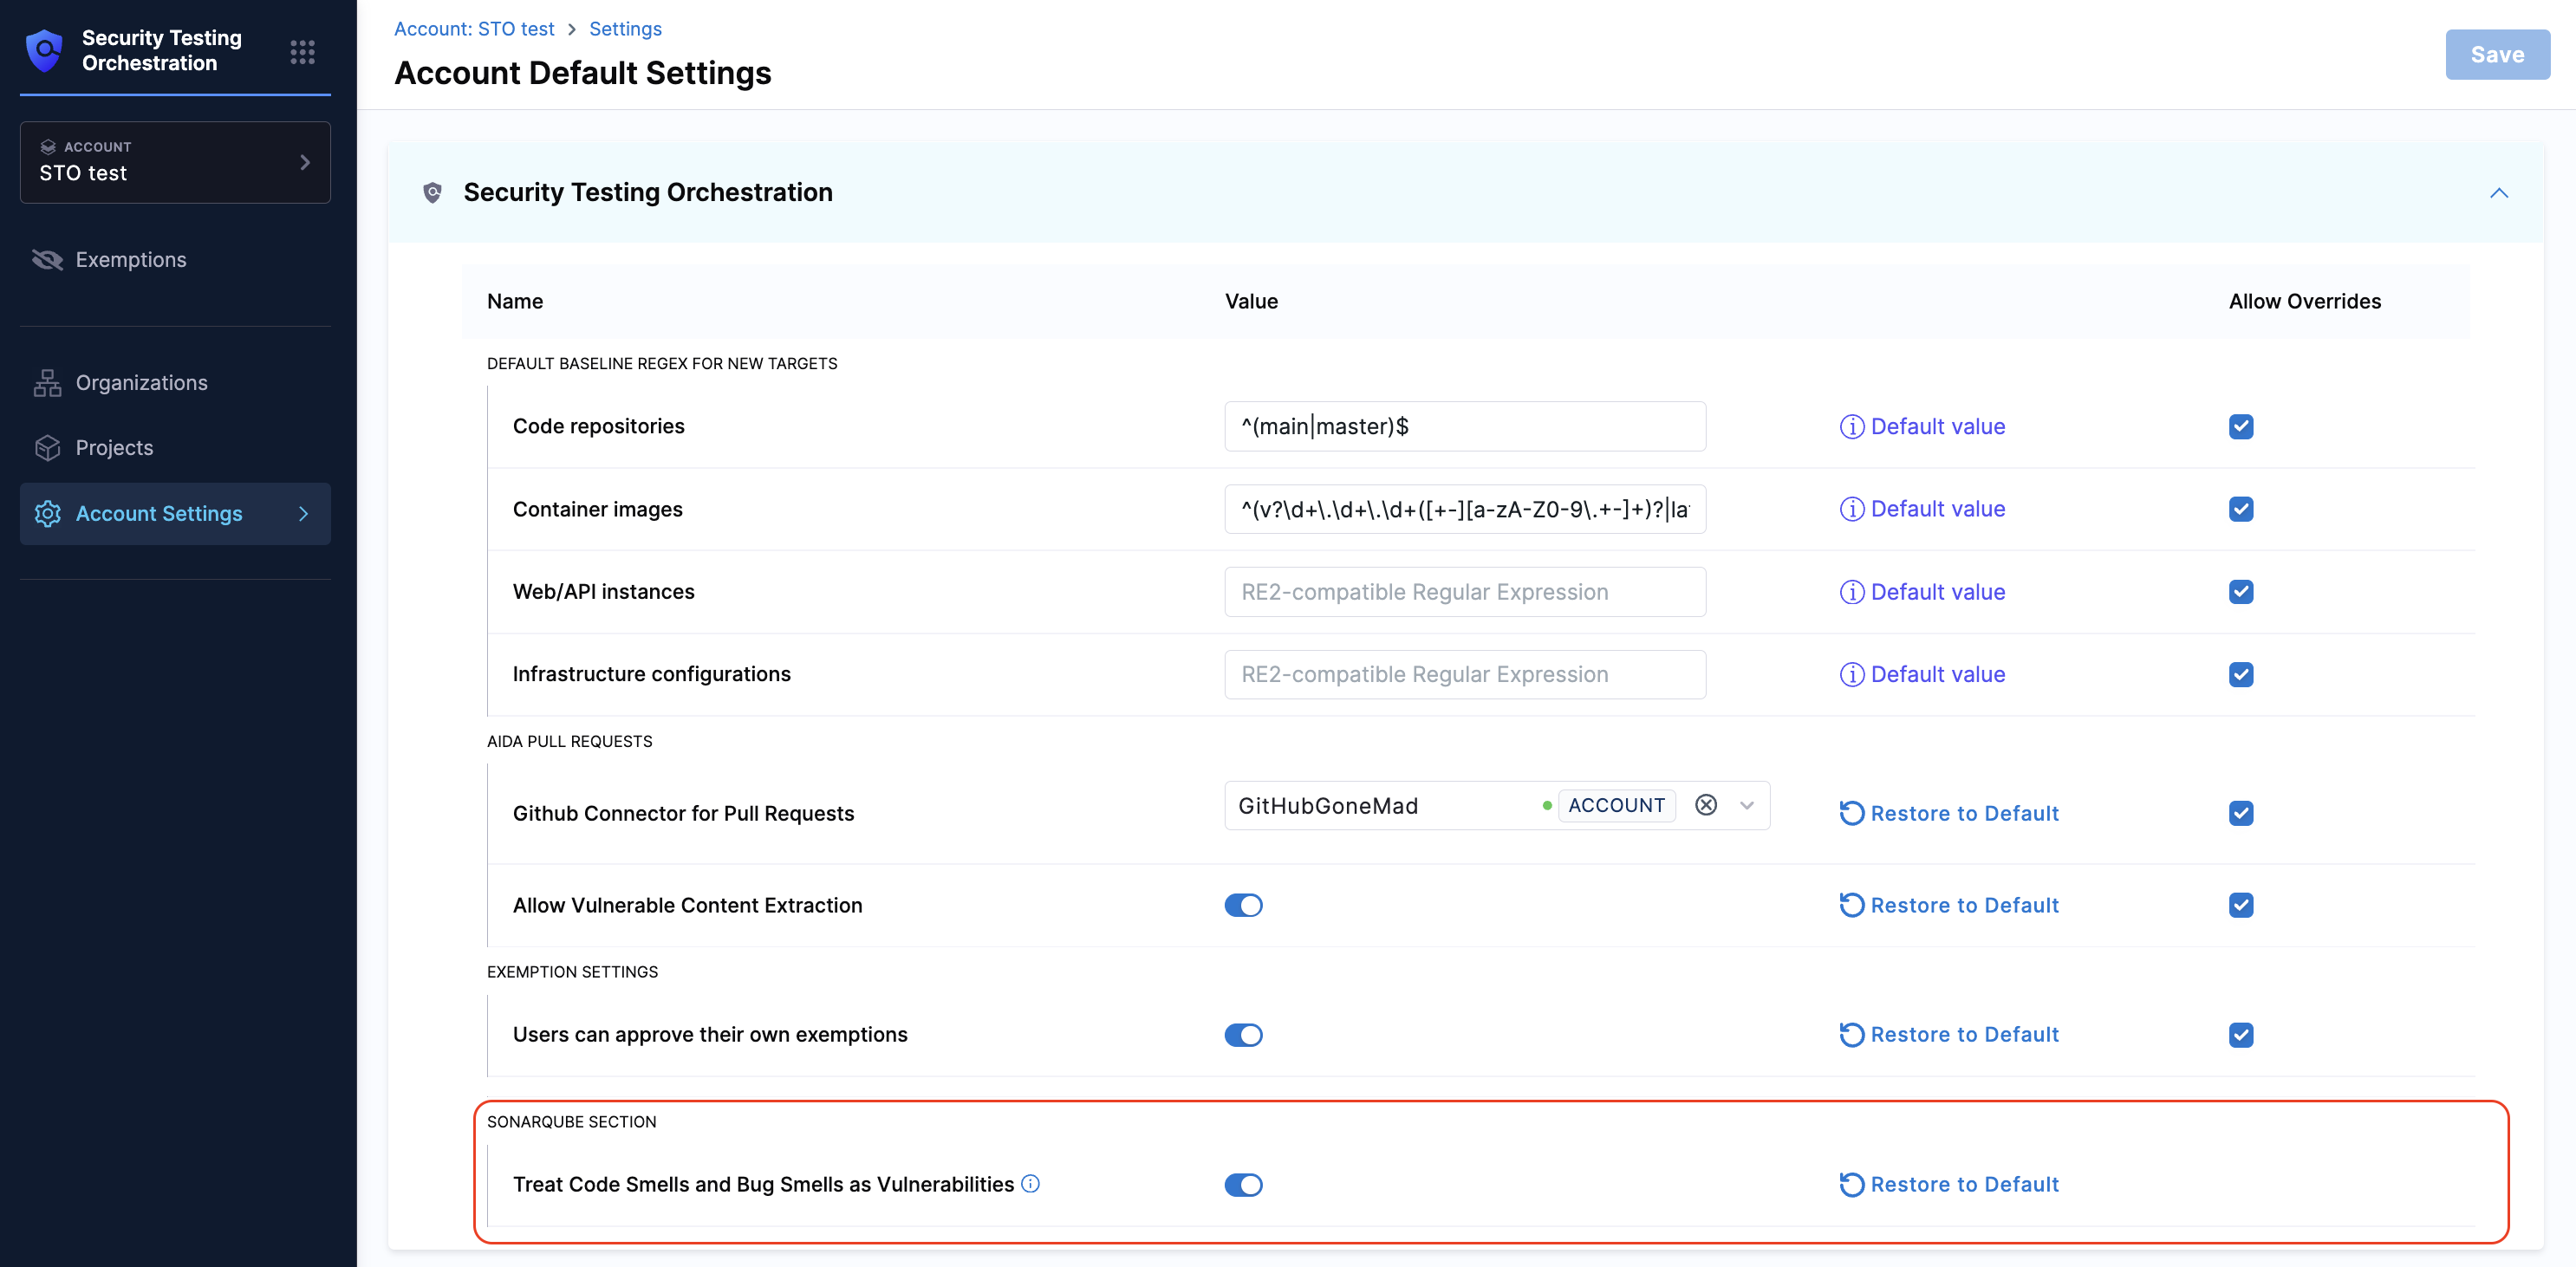 Security Testing
Orchestration
ACCOUNT
STO test
Exemptions
Organizations
Projects
Account Settings
Account: STO test > Settings
Account Default Settings
Save
Security Testing Orchestration
Name Value Allow Overrides
DEFAULT BASELINE REGEX FOR NEW TARGETS
Code repositories ^(main|master)$ Default value
Container images ^(v?\d+\.\d+\.\d+([+-][a-zA-Z0-9\.+-]+)?|la Default value
Web/API instances RE2-compatible Regular Expression Default value
Infrastructure configurations RE2-compatible Regular Expression Default value
AIDA PULL REQUESTS
Github Connector for Pull Requests GitHubGoneMad ACCOUNT Restore to Default
Allow Vulnerable Content Extraction Restore to Default
EXEMPTION SETTINGS
Users can approve their own exemptions Restore to Default
SONARQUBE SECTION
Treat Code Smells and Bug Smells as Vulnerabilities Restore to Default